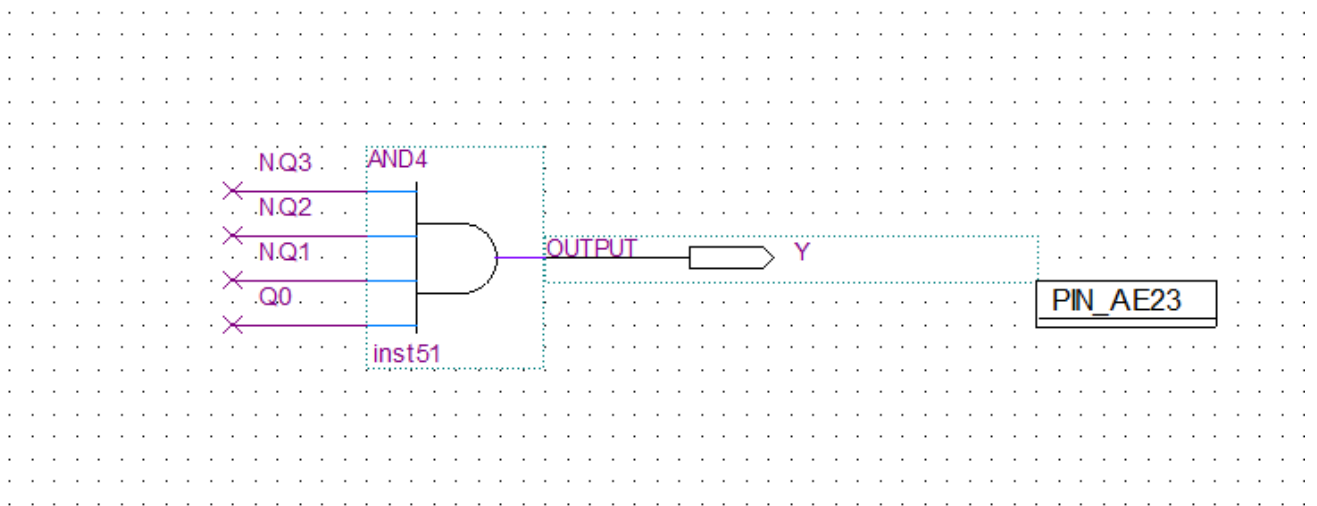 N.Q3
AND4
N.Q2
N.Q1
OUTPUT
Y
Q0
PIN_AE23
inst51